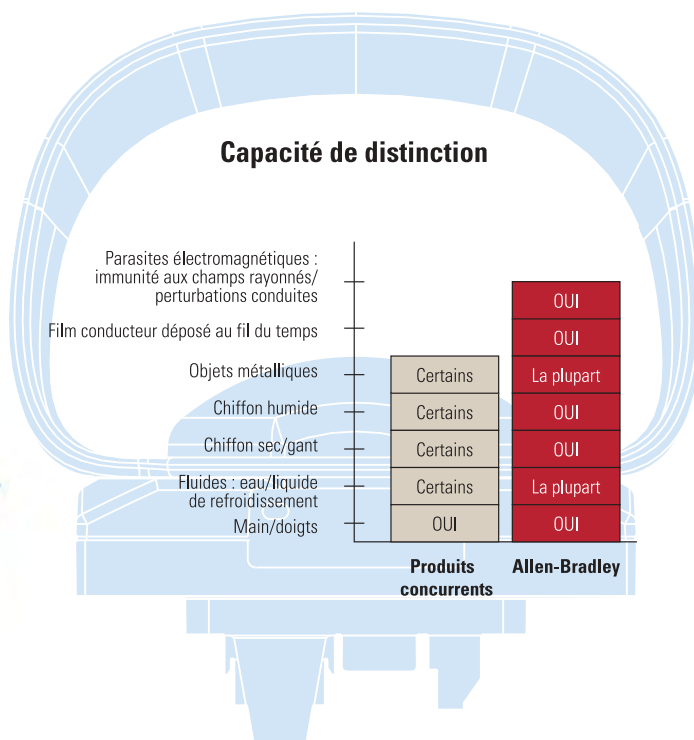 Capacité de distinction
Parasites électromagnétiques :
immunité aux champs rayonnés/
perturbations conduites
OUI
Film conducteur déposé au fil du temps
OUI
Objets métalliques
Certains
La plupart
Chiffon humide
Certains
OUI
Chiffon sec/gant
Certains
OUI
Fluides : eau/liquide
de refroidissement
Certains
La plupart
Main/doigts
OUI
OUI
Produits
concurrents
Allen-Bradley